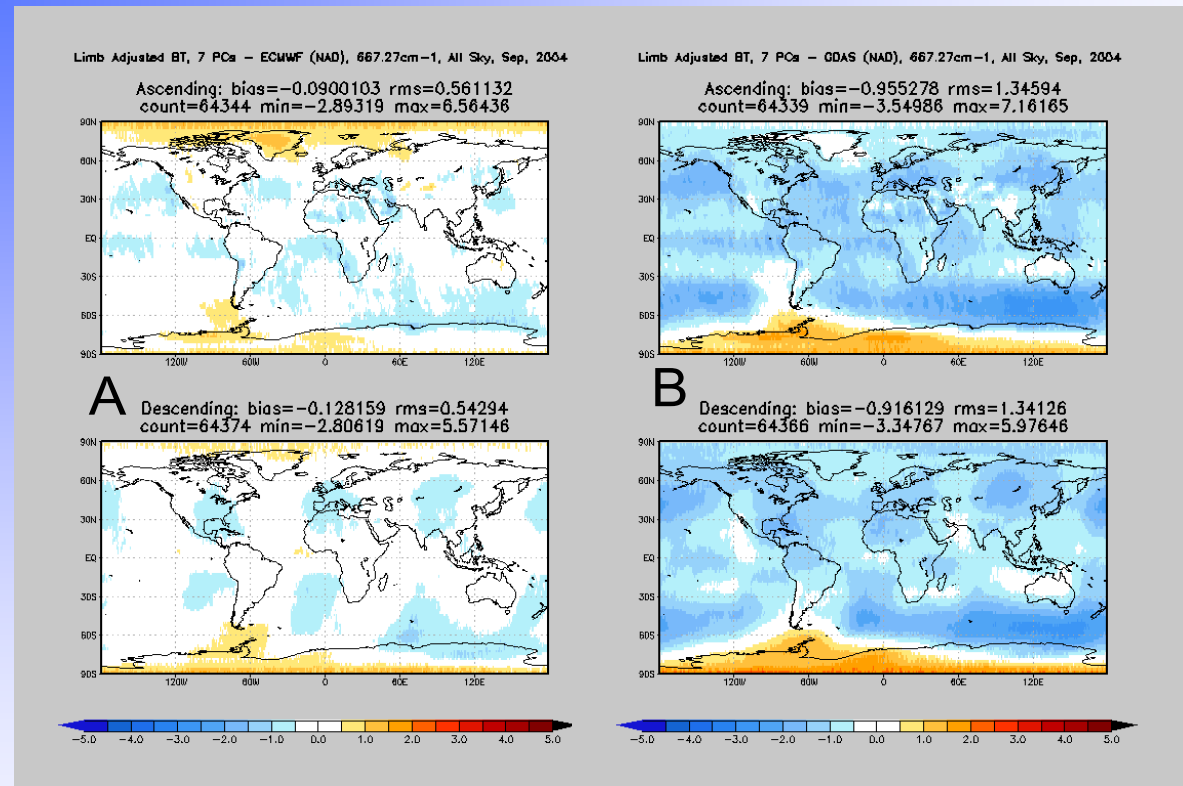 Limb Adjusted BT, 7 PCs - ECMWF (NAD), 667.27cm-1, All Sky, Sep, 2004
Ascending: bias=-0.0900103 rms=0.561132
count=64344 min=-2.89319 max=6.56436
90N
60N
30N
EQ
30S
60S
90S
120W 60W 0 60E 120E
A
Descending: bias=-0.128159 rms=0.54294
count=64374 min=-2.80619 max=5.57146
90N
60N
30N
EQ
30S
60S
90S
120W 60W 0 60E 120E
-5.0 -4.0 -3.0 -2.0 -1.0 0.0 1.0 2.0 3.0 4.0 5.0
Limb Adjusted BT, 7 PCs - GDAS (NAD), 667.27cm-1, All Sky, Sep, 2004
Ascending: bias=-0.955278 rms=1.34594
count=64339 min=-3.54986 max=7.16165
90N
60N
30N
EQ
30S
60S
90S
120W 60W 0 60E 120E
B
Descending: bias=-0.916129 rms=1.34126
count=64366 min=-3.34767 max=5.97646
90N
60N
30N
EQ
30S
60S
90S
120W 60W 0 60E 120E
-5.0 -4.0 -3.0 -2.0 -1.0 0.0 1.0 2.0 3.0 4.0 5.0